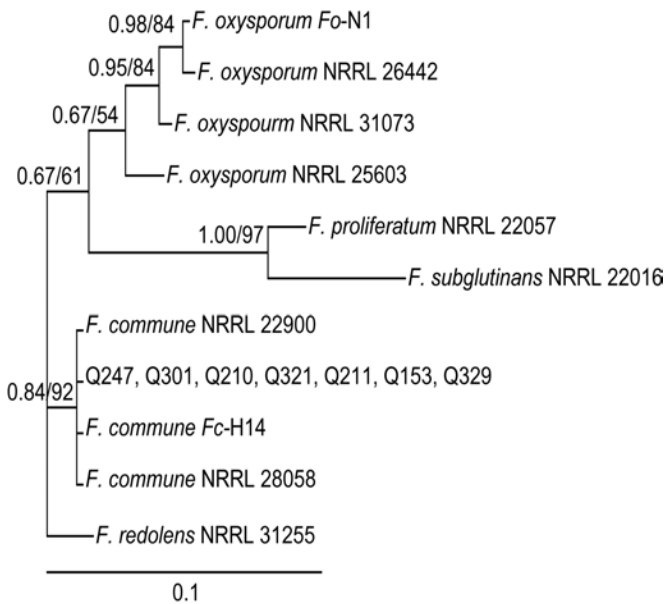 0.98/84
F. oxysporum Fo-N1
0.95/84
F. oxysporum NRRL 26442
0.67/54
F. oxyspourm NRRL 31073
0.67/61
F. oxysporum NRRL 25603
1.00/97
F. proliferatum NRRL 22057
F. subglutinans NRRL 22016
F. commune NRRL 22900
Q247, Q301, Q210, Q321, Q211, Q153, Q329
0.84/92
F. commune Fc-H14
F. commune NRRL 28058
F. redolens NRRL 31255
0.1